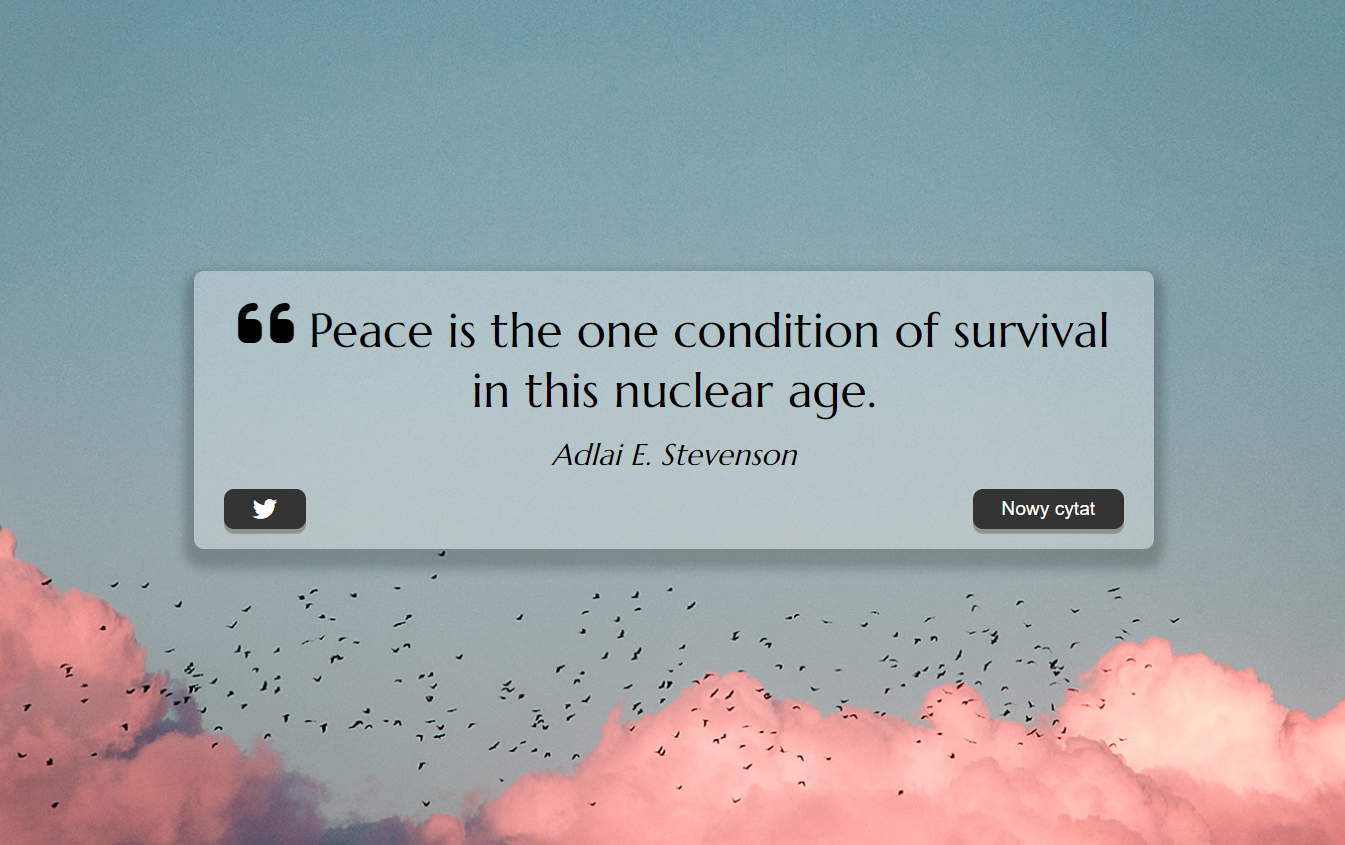 “ Peace is the one condition of survival
in this nuclear age.
Adlai E. Stevenson
Nowy cytat